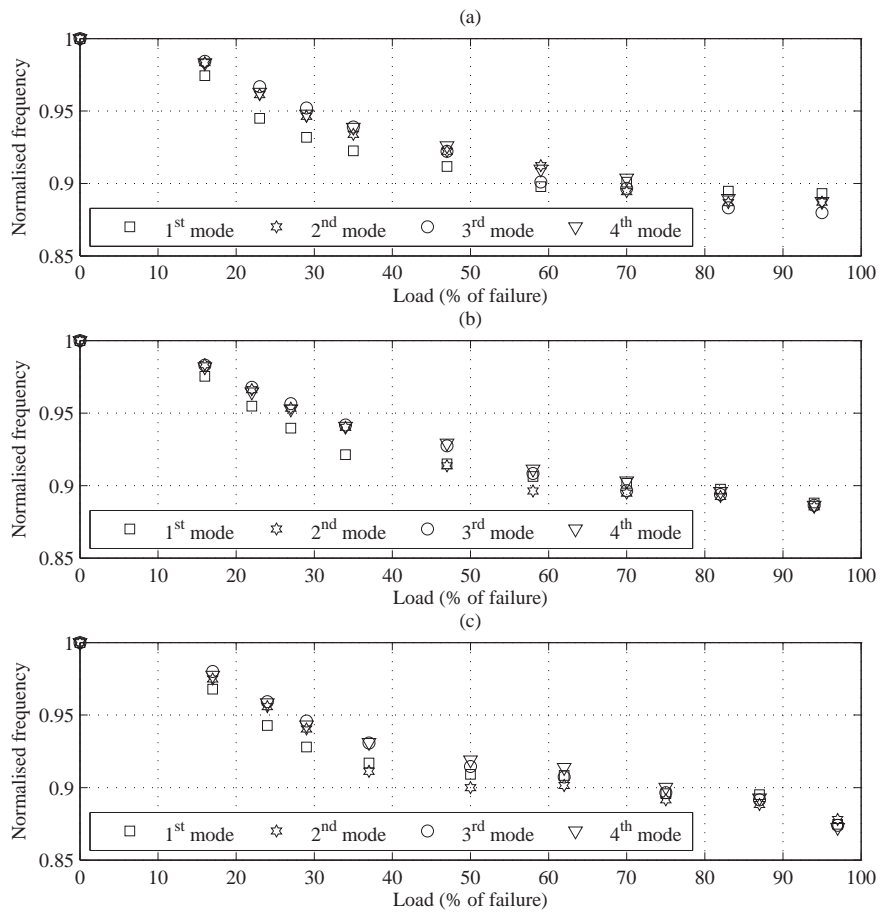 (a)
1
0.95
0.9
0.85
Normalised frequency
1st mode 2nd mode 3rd mode 4th mode
0 10 20 30 40 50 60 70 80 90 100
Load (% of failure)
(b)
1
0.95
0.9
0.85
Normalised frequency
1st mode 2nd mode 3rd mode 4th mode
0 10 20 30 40 50 60 70 80 90 100
Load (% of failure)
(c)
1
0.95
0.9
0.85
Normalised frequency
1st mode 2nd mode 3rd mode 4th mode
0 10 20 30 40 50 60 70 80 90 100
Load (% of failure)